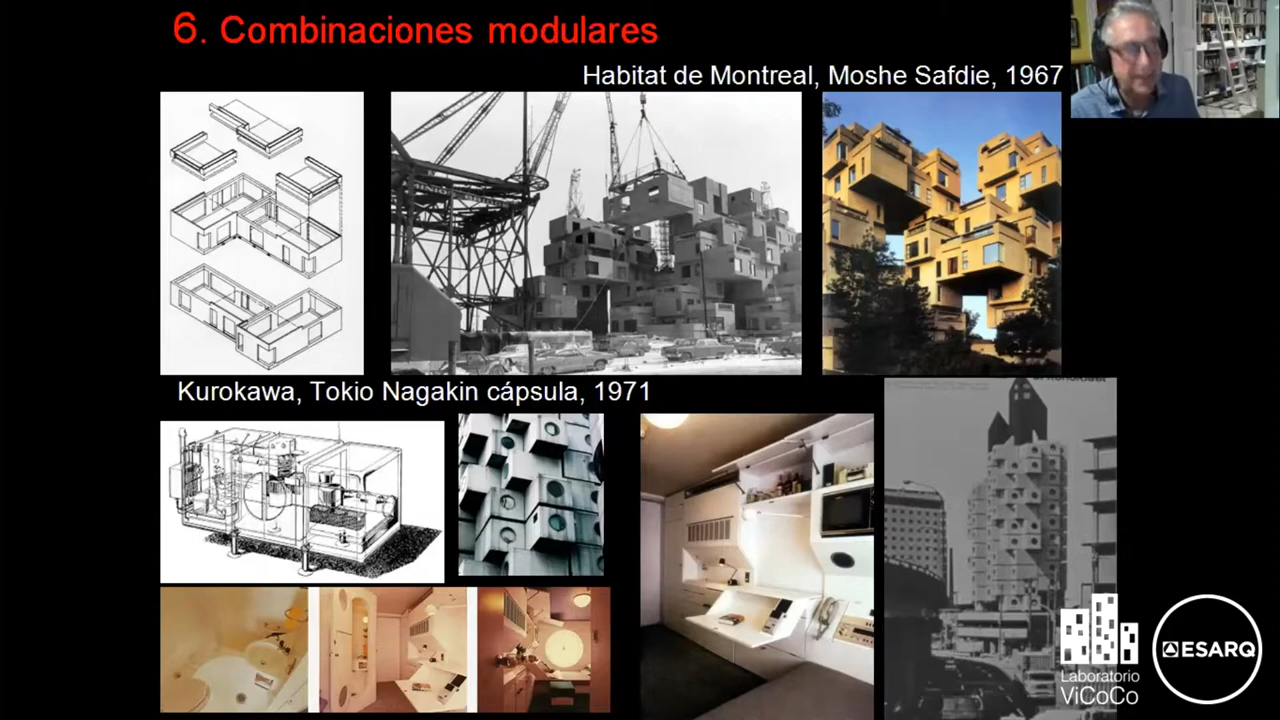 6. Combinaciones modulares
Habitat de Montreal, Moshe Safdie, 1967
Kurokawa, Tokio Nagakin cápsula, 1971
Laboratorio
ViCoCo
ESARQ